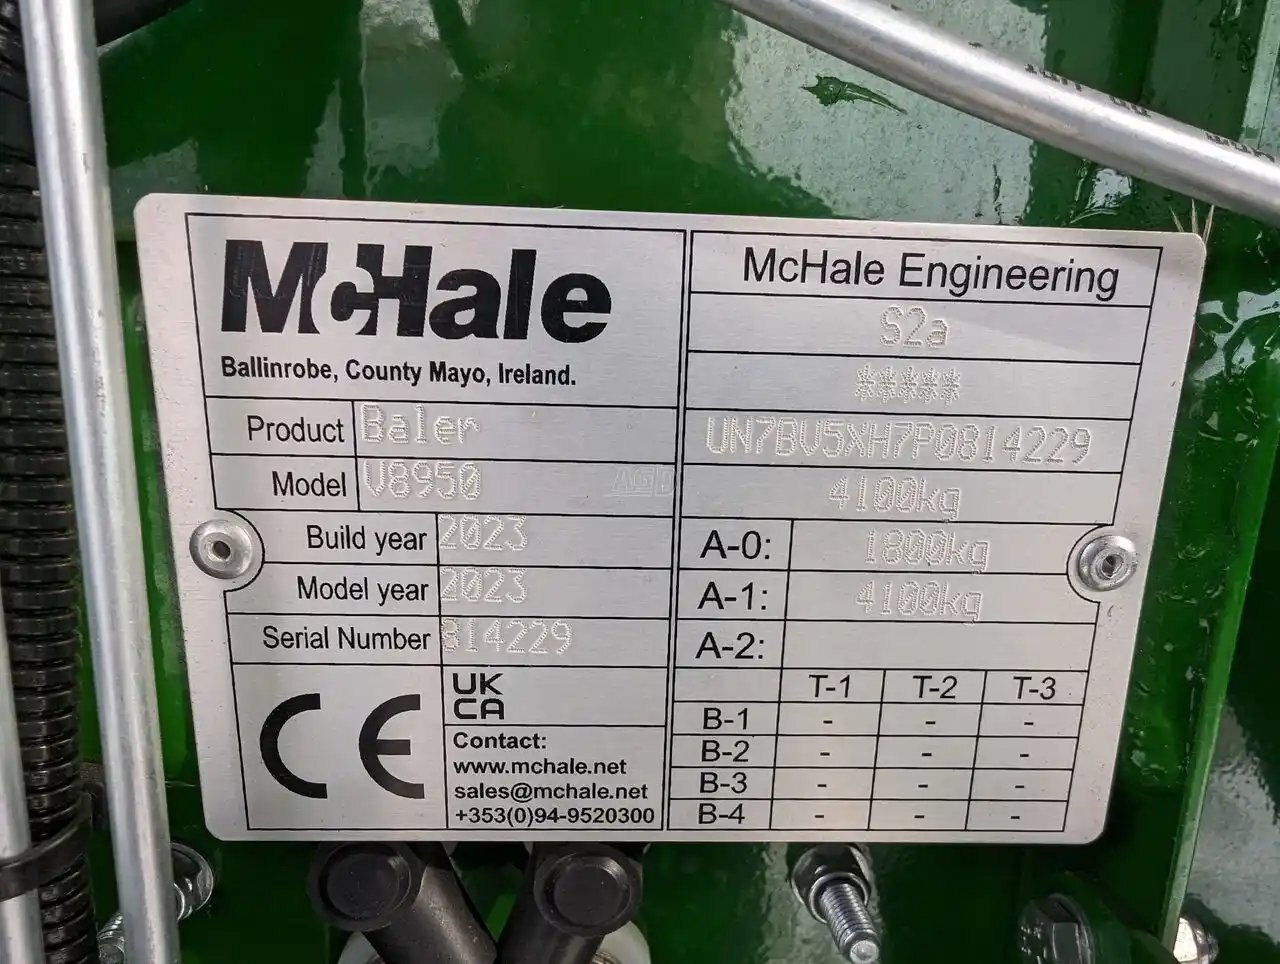 McHale
Ballinrobe, County Mayo, Ireland.
Product Baler
Model V8950
Build year 2023
Model year 2023
Serial Number 814229
CE
UK
CA
Contact:
www.mchale.net
sales@mchale.net
+353(0)94-9520300
McHale Engineering
S2a
*****
UN7BV5XH7P0814229
4100kg
A-0: 1800kg
A-1: 4100kg
A-2:
T-1 T-2 T-3
B-1 - - -
B-2 - - -
B-3 - - -
B-4 - - -
AGD